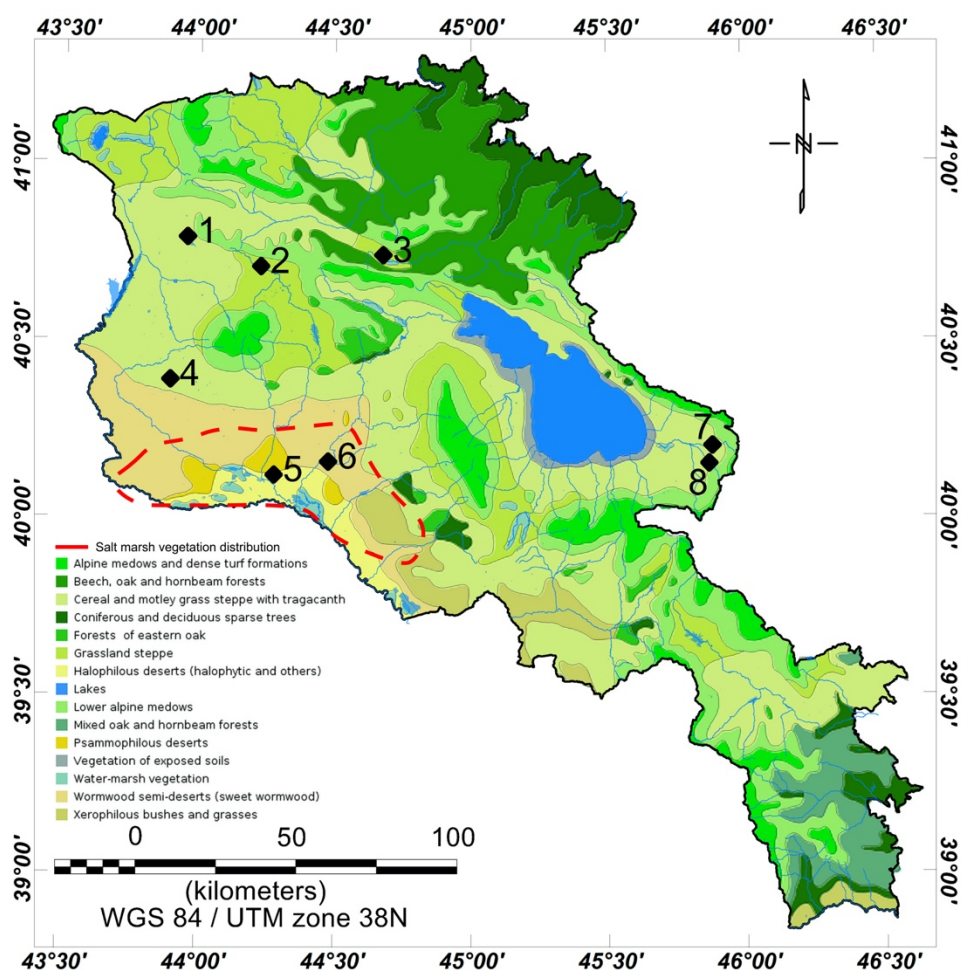 43°30' 44°00' 44°30' 45°00' 45°30' 46°00' 46°30'
41°00' 41°00'
N
1
2
3
40°30' 40°30'
4
7
6
5
8
40°00' 40°00'
Salt marsh vegetation distribution
Alpine medows and dense turf formations
Beech, oak and hornbeam forests
Cereal and motley grass steppe with tragacanth
Coniferous and deciduous sparse trees
Forests of eastern oak
Grassland steppe
Halophilous deserts (halophytic and others)
Lakes
Lower alpine medows
Mixed oak and hornbeam forests
Psammophilous deserts
Vegetation of exposed soils
Water-marsh vegetation
Wormwood semi-deserts (sweet wormwood)
Xerophilous bushes and grasses
39°30' 39°30'
0 50 100
(kilometers)
WGS 84 / UTM zone 38N
39°00' 39°00'
43°30' 44°00' 44°30' 45°00' 45°30' 46°00' 46°30'